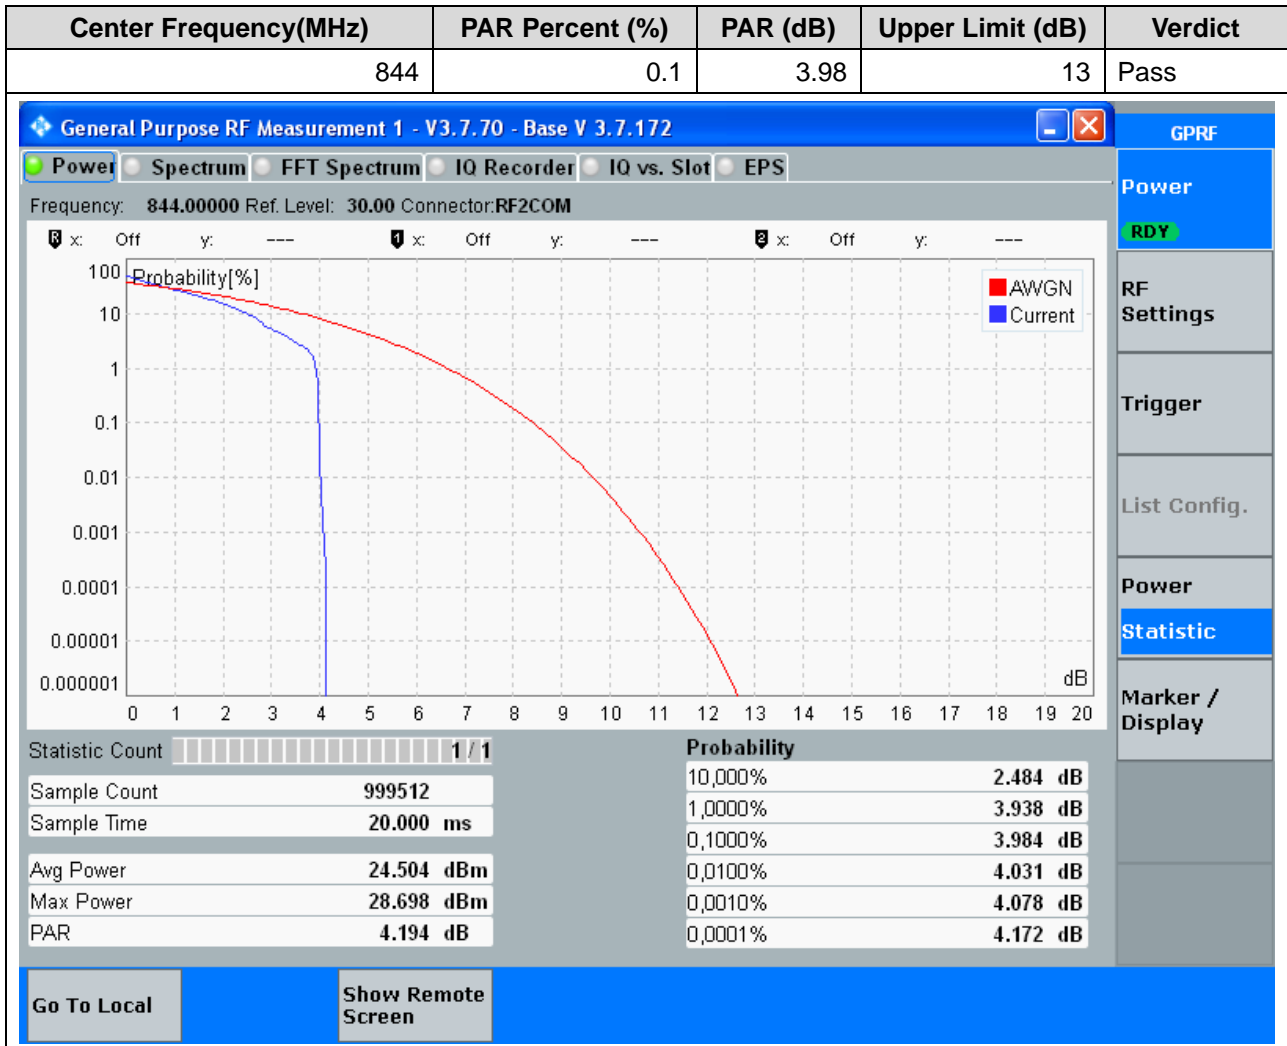 Center Frequency(MHz) PAR Percent (%) PAR (dB) Upper Limit (dB) Verdict
844 0.1 3.98 13 Pass
General Purpose RF Measurement 1 - V3.7.70 - Base V 3.7.172
GPRF
Power Spectrum FFT Spectrum IQ Recorder IQ vs. Slot EPS
Power
RDY
Frequency: 844.00000 Ref. Level: 30.00 Connector:RF2COM
R x: Off y: --- 1 x: Off y: --- 2 x: Off y: ---
Probability[%]
AWGN
Current
100
10
1
0.1
0.01
0.001
0.0001
0.00001
0.000001
dB
0 1 2 3 4 5 6 7 8 9 10 11 12 13 14 15 16 17 18 19 20
RF
Settings
Trigger
List Config.
Power
Statistic
Marker /
Display
Statistic Count 1 / 1
Sample Count 999512
Sample Time 20.000 ms
Avg Power 24.504 dBm
Max Power 28.698 dBm
PAR 4.194 dB
Probability
10,000% 2.484 dB
1,0000% 3.938 dB
0,1000% 3.984 dB
0,0100% 4.031 dB
0,0010% 4.078 dB
0,0001% 4.172 dB
Go To Local
Show Remote
Screen